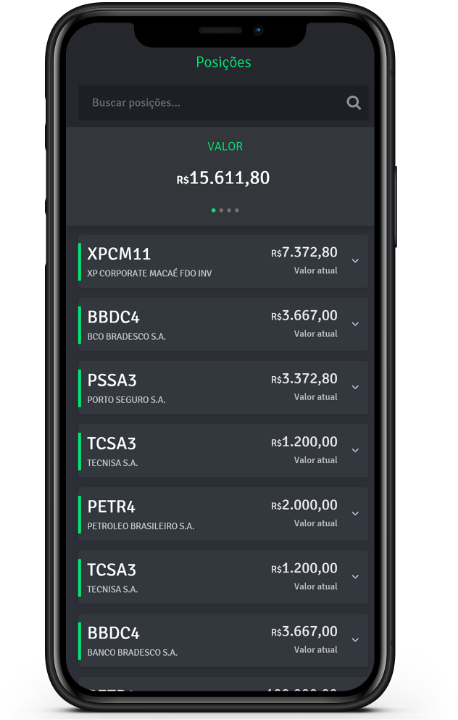 Posições
Buscar posições...
VALOR
R$15.611,80
XPCM11 R$7.372,80
XP CORPORATE MACAÉ FDO INV Valor atual
BBDC4 R$3.667,00
BCO BRADESCO S.A. Valor atual
PSSA3 R$3.372,80
PORTO SEGURO S.A. Valor atual
TCSA3 R$1.200,00
TECNISA S.A. Valor atual
PETR4 R$2.000,00
PETROLEO BRASILEIRO S.A. Valor atual
TCSA3 R$1.200,00
TECNISA S.A. Valor atual
BBDC4 R$3.667,00
BANCO BRADESCO S.A. Valor atual